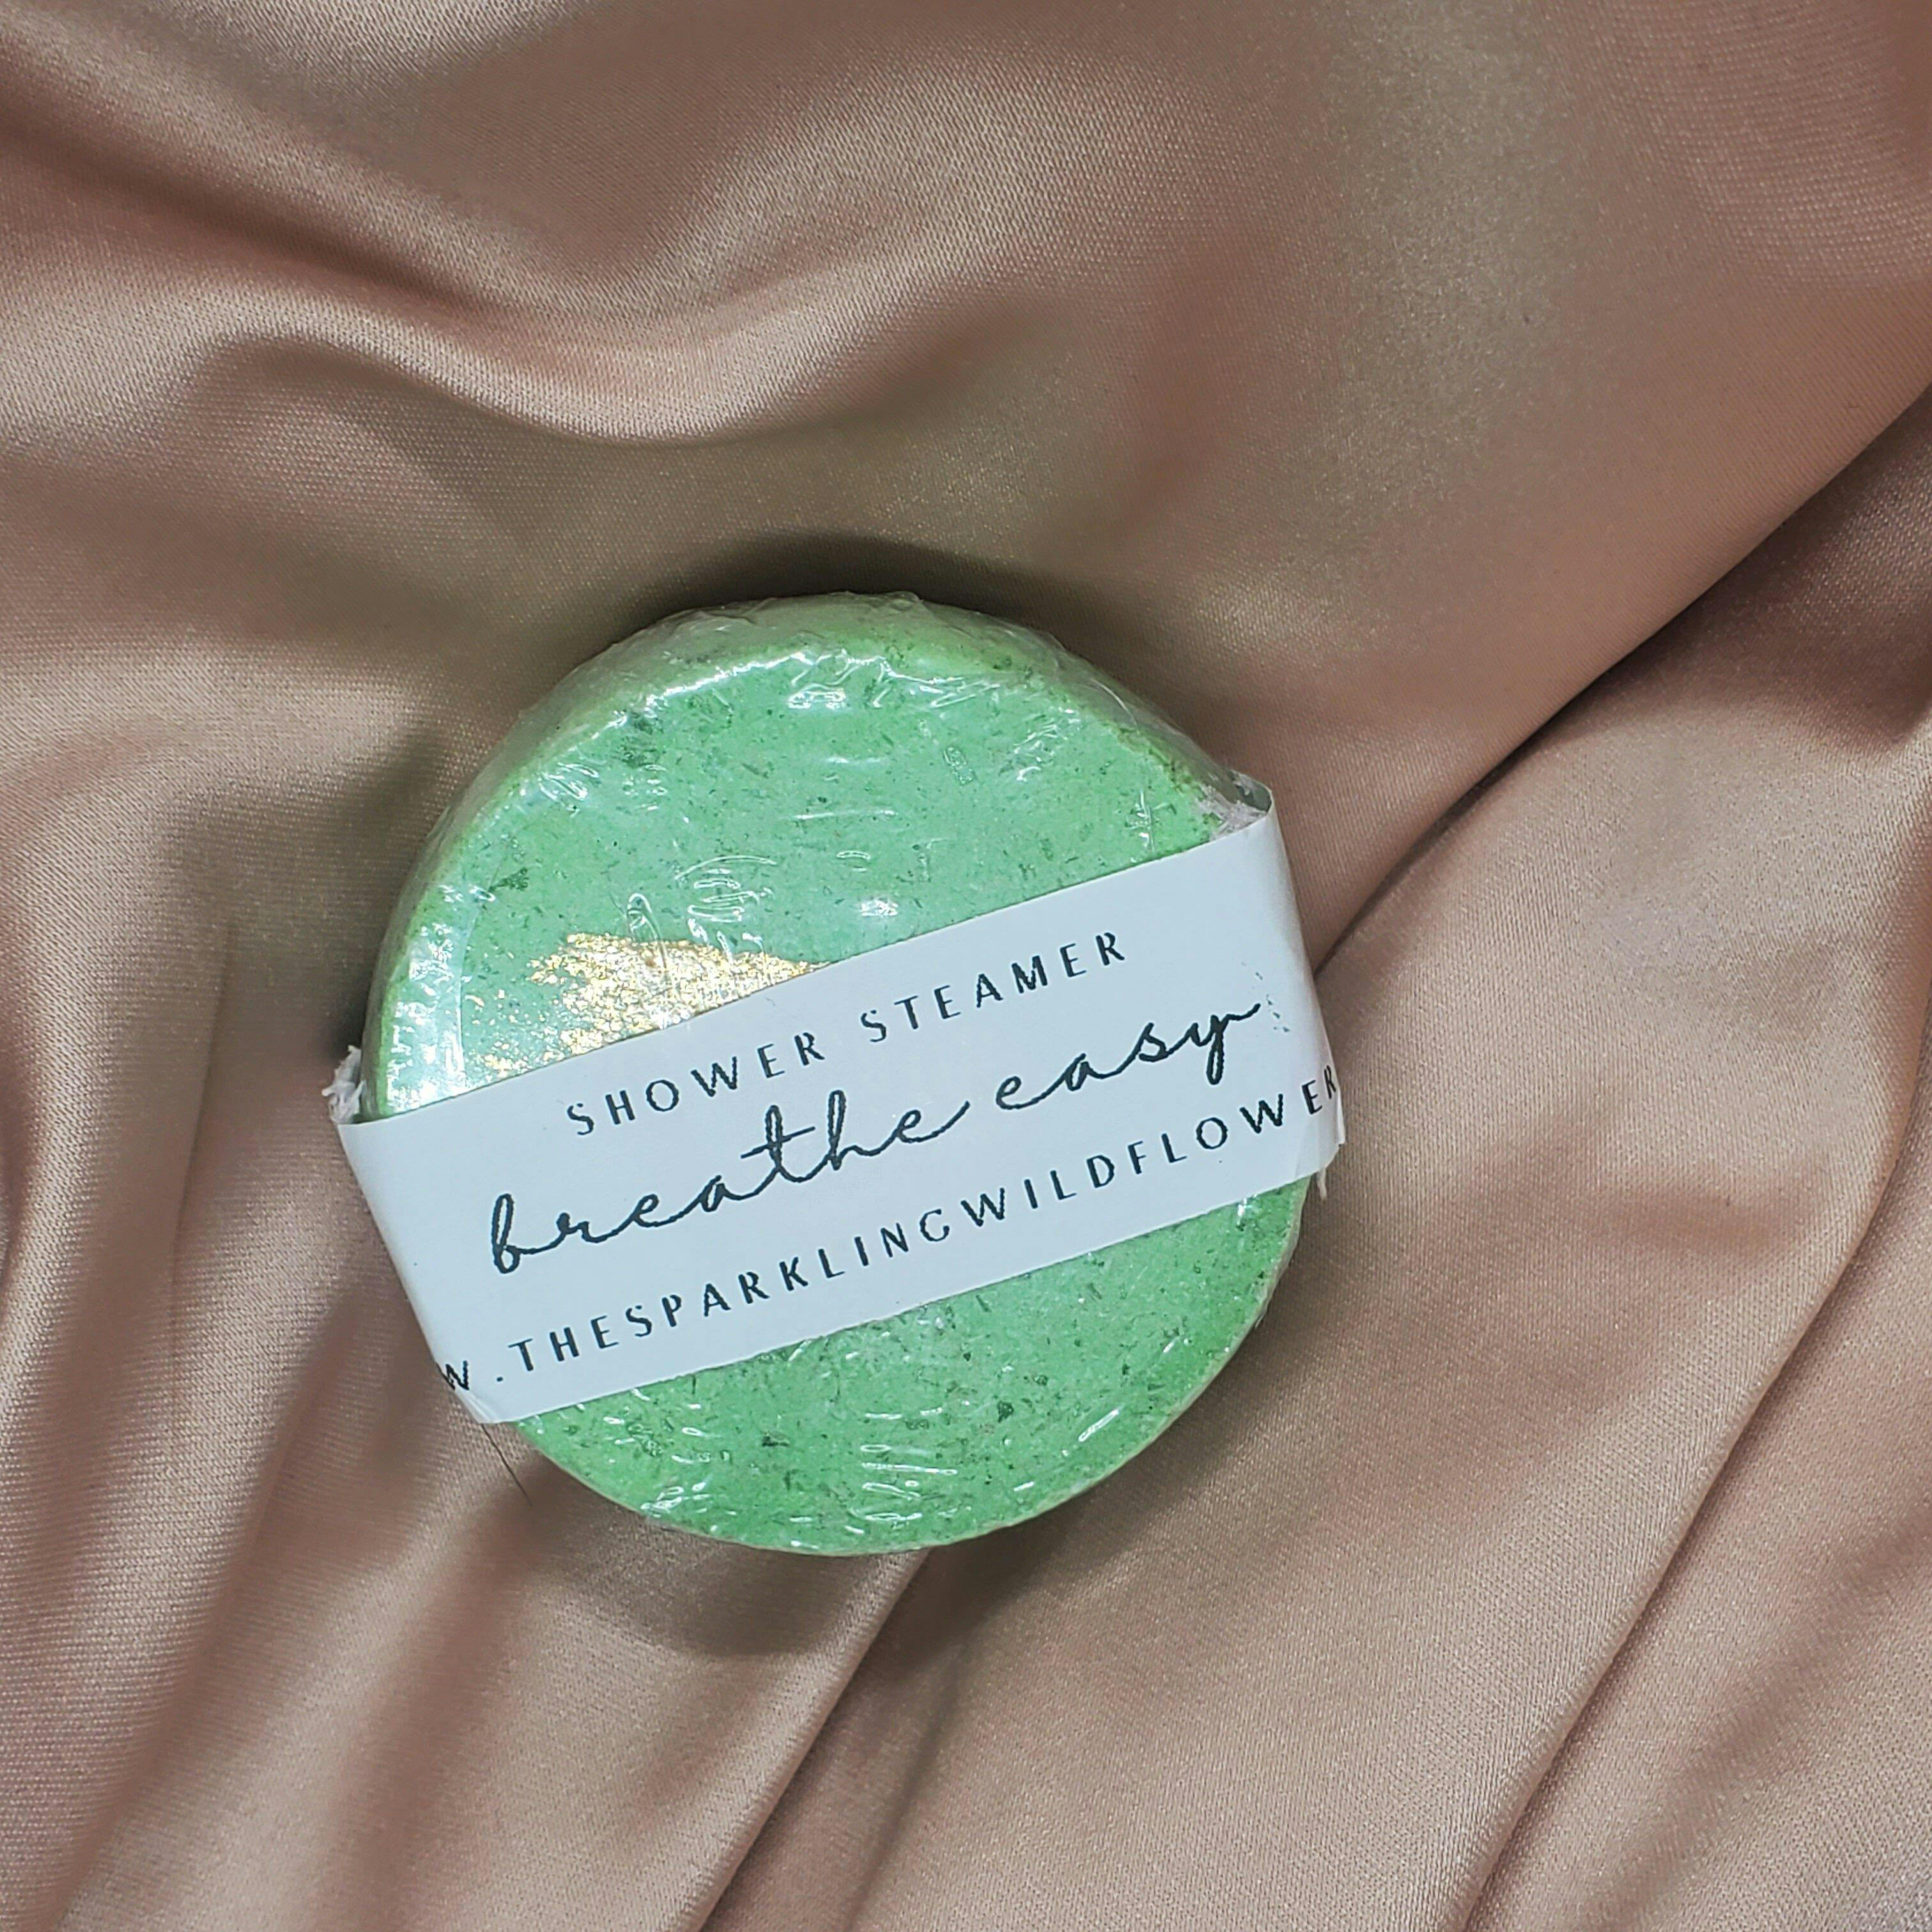 SHOWER STEAMER
breathe easy
W.THESPARKLINGWILDFLOWER